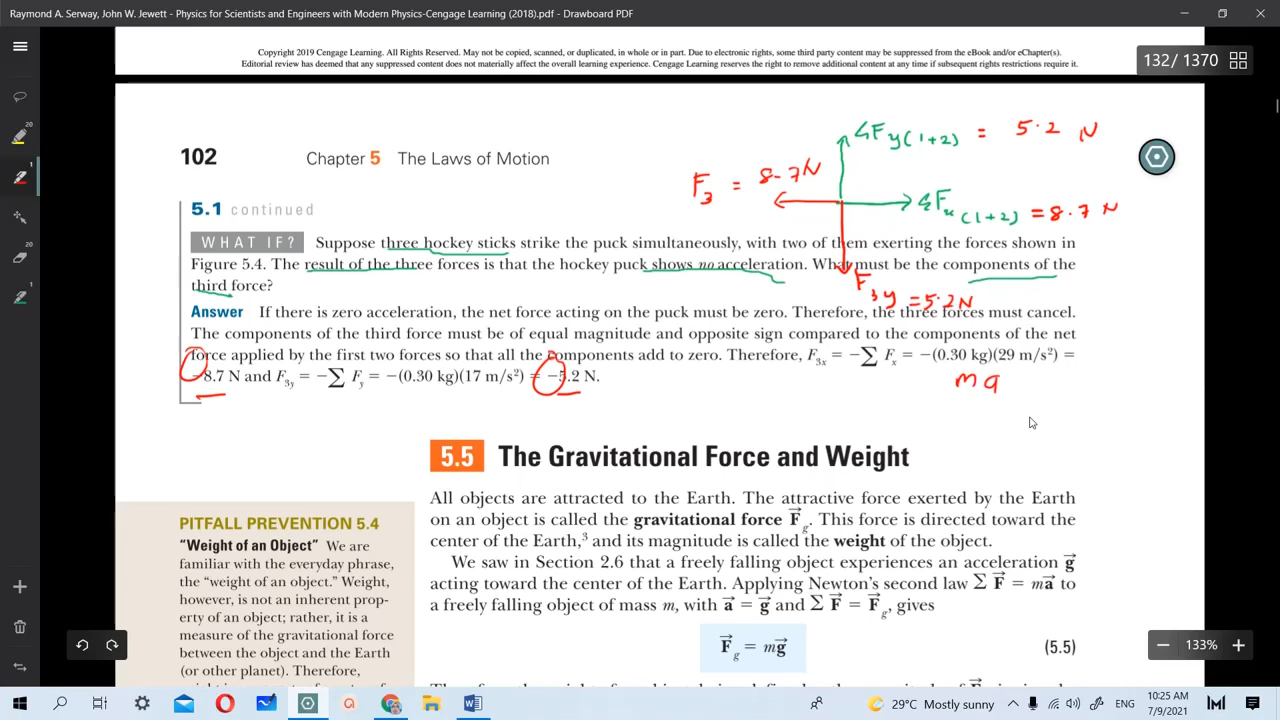 Raymond A. Serway, John W. Jewett - Physics for Scientists and Engineers with Modern Physics-Cengage Learning (2018).pdf - Drawboard PDF
Copyright 2019 Cengage Learning. All Rights Reserved. May not be copied, scanned, or duplicated, in whole or in part. Due to electronic rights, some third party content may be suppressed from the eBook and/or eChapter(s).
Editorial review has deemed that any suppressed content does not materially affect the overall learning experience. Cengage Learning reserves the right to remove additional content at any time if subsequent rights restrictions require it.
132 / 1370
20
1
20
1
ΣFy(1+2) = 5.2 N
102 Chapter 5 The Laws of Motion
F3 = 8.7N
ΣFx(1+2) = 8.7 N
5.1 continued
WHAT IF? Suppose three hockey sticks strike the puck simultaneously, with two of them exerting the forces shown in
Figure 5.4. The result of the three forces is that the hockey puck shows no acceleration. What must be the components of the
third force?
F3y = 5.2N
Answer If there is zero acceleration, the net force acting on the puck must be zero. Therefore, the three forces must cancel.
The components of the third force must be of equal magnitude and opposite sign compared to the components of the net
force applied by the first two forces so that all the components add to zero. Therefore, F3x = −∑ Fx = −(0.30 kg)(29 m/s²) =
−8.7 N and F3y = −∑ Fy = −(0.30 kg)(17 m/s²) = −5.2 N.
ma
5.5 The Gravitational Force and Weight
All objects are attracted to the Earth. The attractive force exerted by the Earth
on an object is called the gravitational force F⃗g. This force is directed toward the
center of the Earth,³ and its magnitude is called the weight of the object.
We saw in Section 2.6 that a freely falling object experiences an acceleration g⃗
acting toward the center of the Earth. Applying Newton's second law ∑ F⃗ = ma⃗ to
a freely falling object of mass m, with a⃗ = g⃗ and ∑ F⃗ = F⃗g, gives
F⃗g = mg⃗ (5.5)
PITFALL PREVENTION 5.4
"Weight of an Object" We are
familiar with the everyday phrase,
the "weight of an object." Weight,
however, is not an inherent prop-
erty of an object; rather, it is a
measure of the gravitational force
between the object and the Earth
(or other planet). Therefore,
133%
29°C Mostly sunny
ENG
10:25 AM
7/9/2021